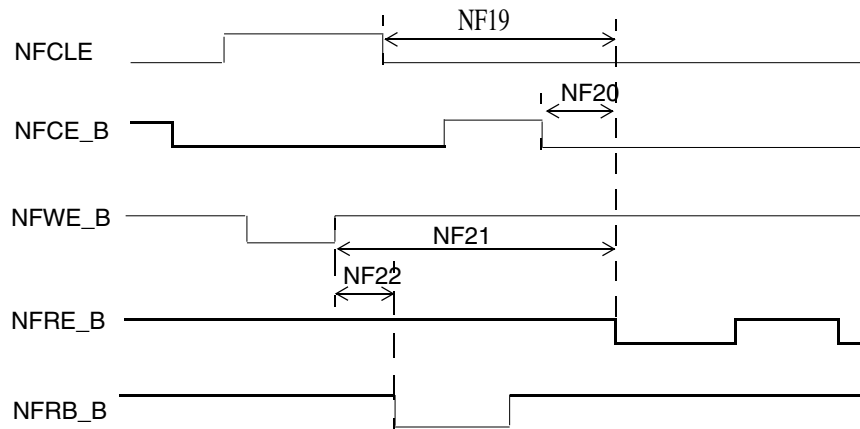 NF19
NFCLE
NF20
NFCE_B
NFWE_B
NF21
NF22
NFRE_B
NFRB_B